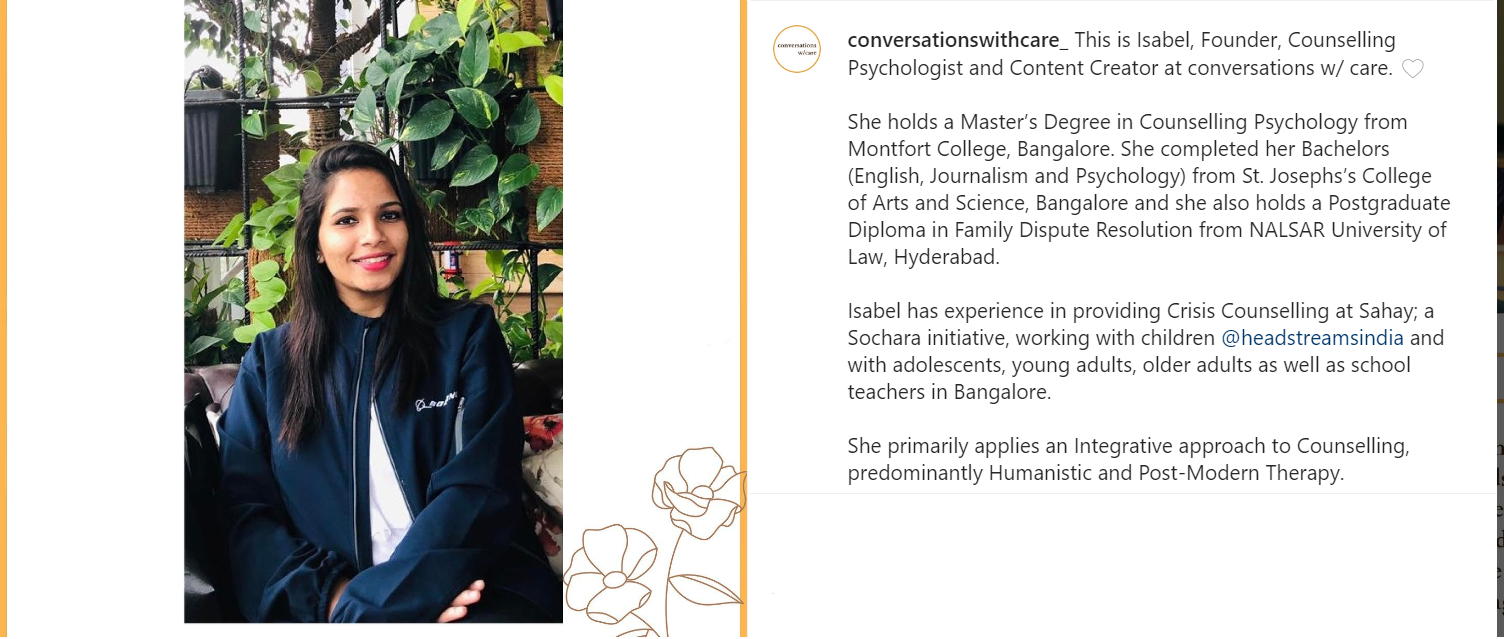 conversations
w/care
conversationswithcare_ This is Isabel, Founder, Counselling
Psychologist and Content Creator at conversations w/ care. 
She holds a Master’s Degree in Counselling Psychology from
Montfort College, Bangalore. She completed her Bachelors
(English, Journalism and Psychology) from St. Josephs’s College
of Arts and Science, Bangalore and she also holds a Postgraduate
Diploma in Family Dispute Resolution from NALSAR University of
Law, Hyderabad.
Isabel has experience in providing Crisis Counselling at Sahay; a
Sochara initiative, working with children @headstreamsindia and
with adolescents, young adults, older adults as well as school
teachers in Bangalore.
She primarily applies an Integrative approach to Counselling,
predominantly Humanistic and Post-Modern Therapy.